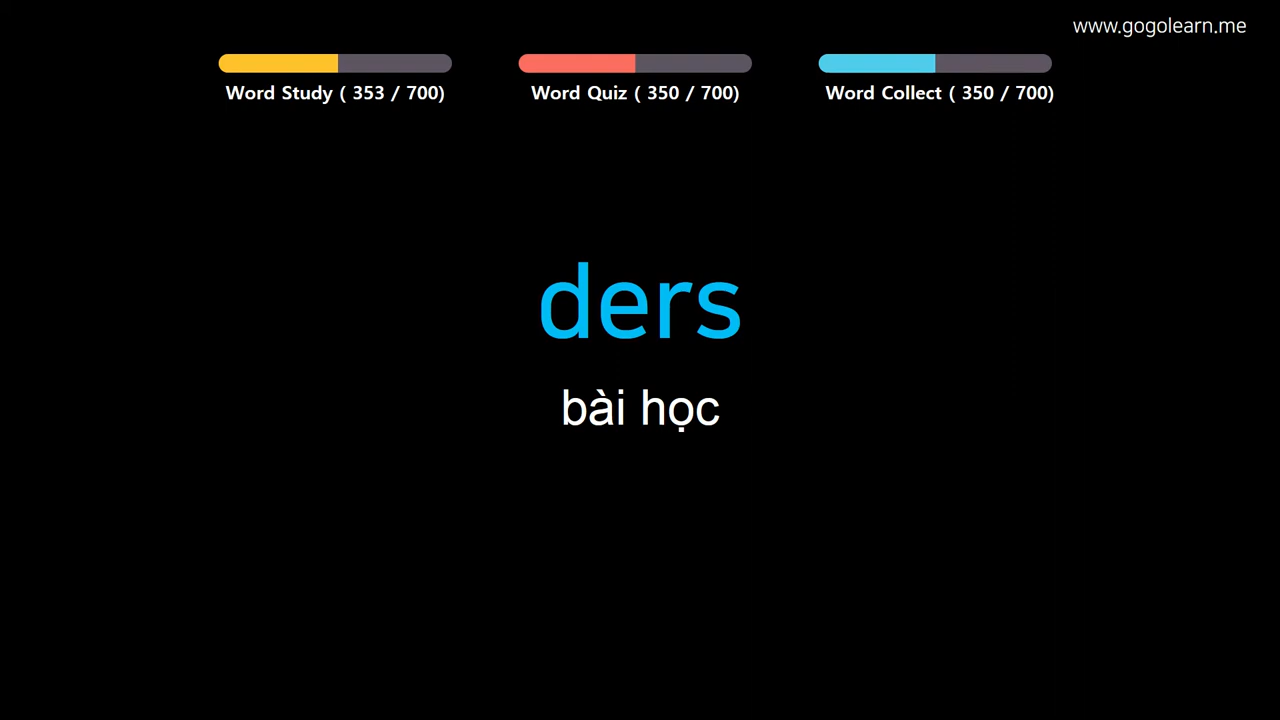 www.gogolearn.me
Word Study ( 353 / 700)
Word Quiz ( 350 / 700)
Word Collect ( 350 / 700)
ders
bài học